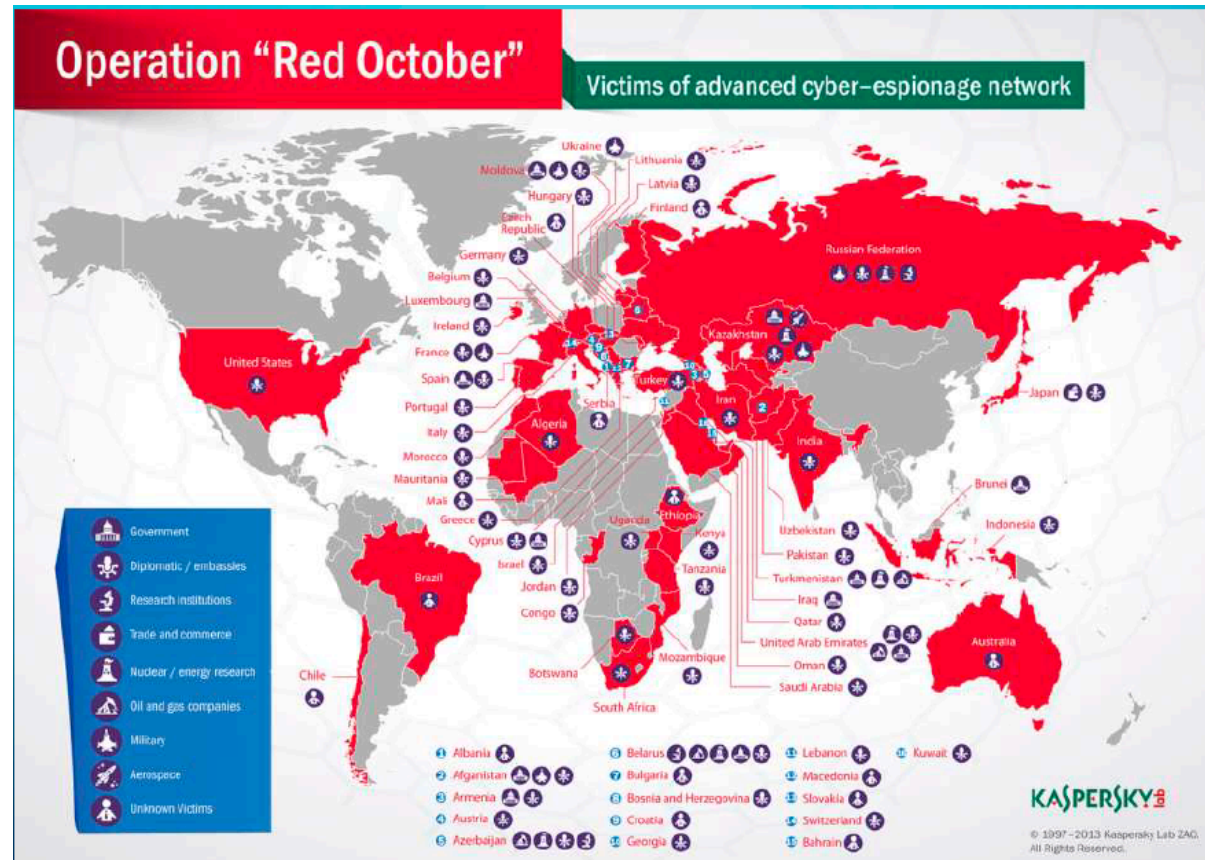 Operation “Red October”
Victims of advanced cyber-espionage network
Ukraine
Moldova
Hungary
Czech
Republic
Germany
Belgium
Luxembourg
Ireland
France
Spain
Portugal
Italy
Morocco
Mauritania
Mali
Greece
Cyprus
Israel
Jordan
Congo
Botswana
South Africa
Lithuania
Latvia
Finland
Russian Federation
Kazakhstan
United States
Turkey
Serbia
Algeria
Iran
India
Japan
Brunei
Indonesia
Uganda
Ethiopia
Kenya
Tanzania
Mozambique
Uzbekistan
Pakistan
Turkmenistan
Iraq
Qatar
United Arab Emirates
Oman
Saudi Arabia
Australia
Brazil
Chile
Government
Diplomatic / embassies
Research institutions
Trade and commerce
Nuclear / energy research
Oil and gas companies
Military
Aerospace
Unknown Victims
1 Albania
2 Afganistan
3 Armenia
4 Austria
5 Azerbaijan
6 Belarus
7 Bulgaria
8 Bosnia and Herzegovina
9 Croatia
10 Georgia
11 Lebanon
12 Macedonia
13 Slovakia
14 Switzerland
15 Bahrain
16 Kuwait
KASPERSKY lab
© 1997-2013 Kaspersky Lab ZAO.
All Rights Reserved.